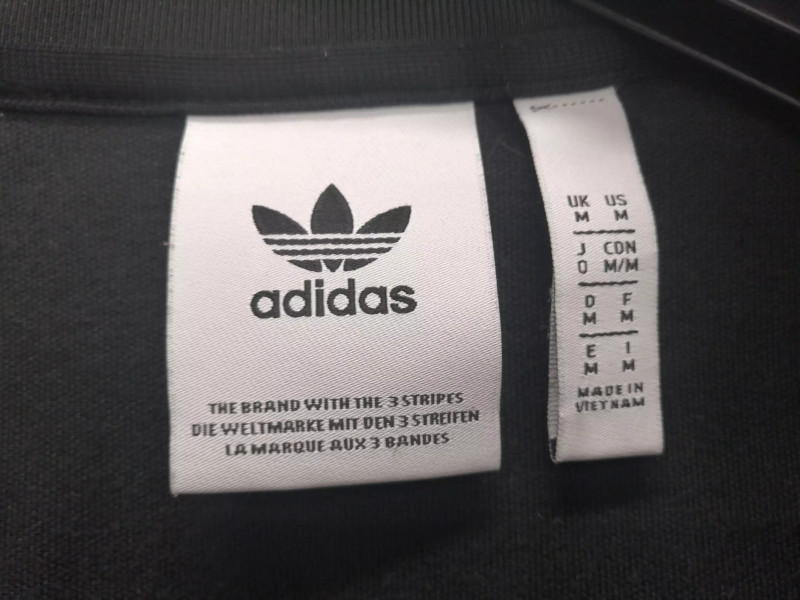 adidas
THE BRAND WITH THE 3 STRIPES
DIE WELTMARKE MIT DEN 3 STREIFEN
LA MARQUE AUX 3 BANDES
UK US
M M
J CDN
O M/M
D F
M M
E I
M M
MADE IN
VIETNAM